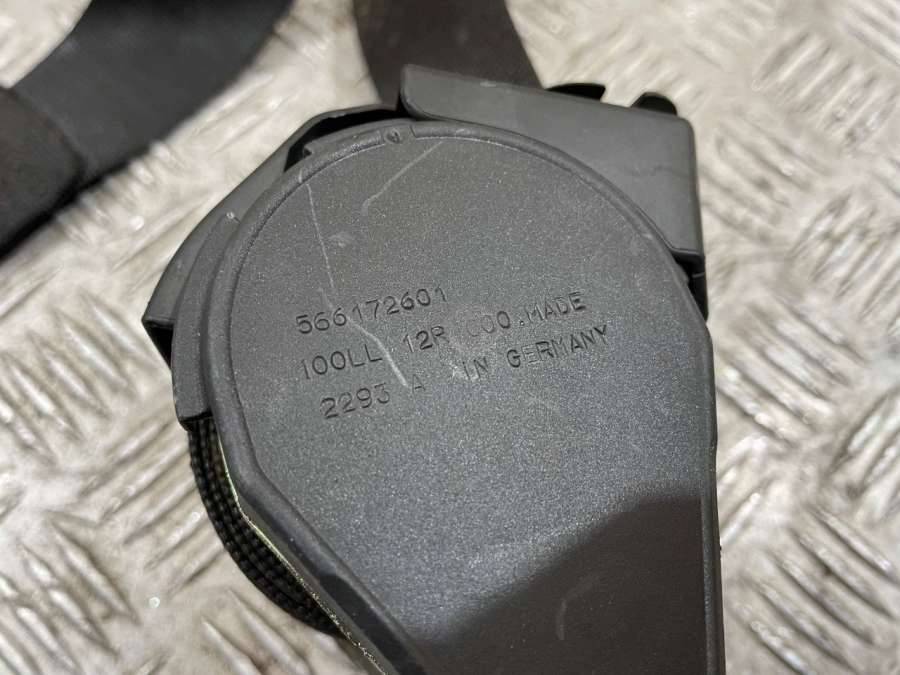 566172601
100LL 12R 000.MADE
2293 A IN GERMANY